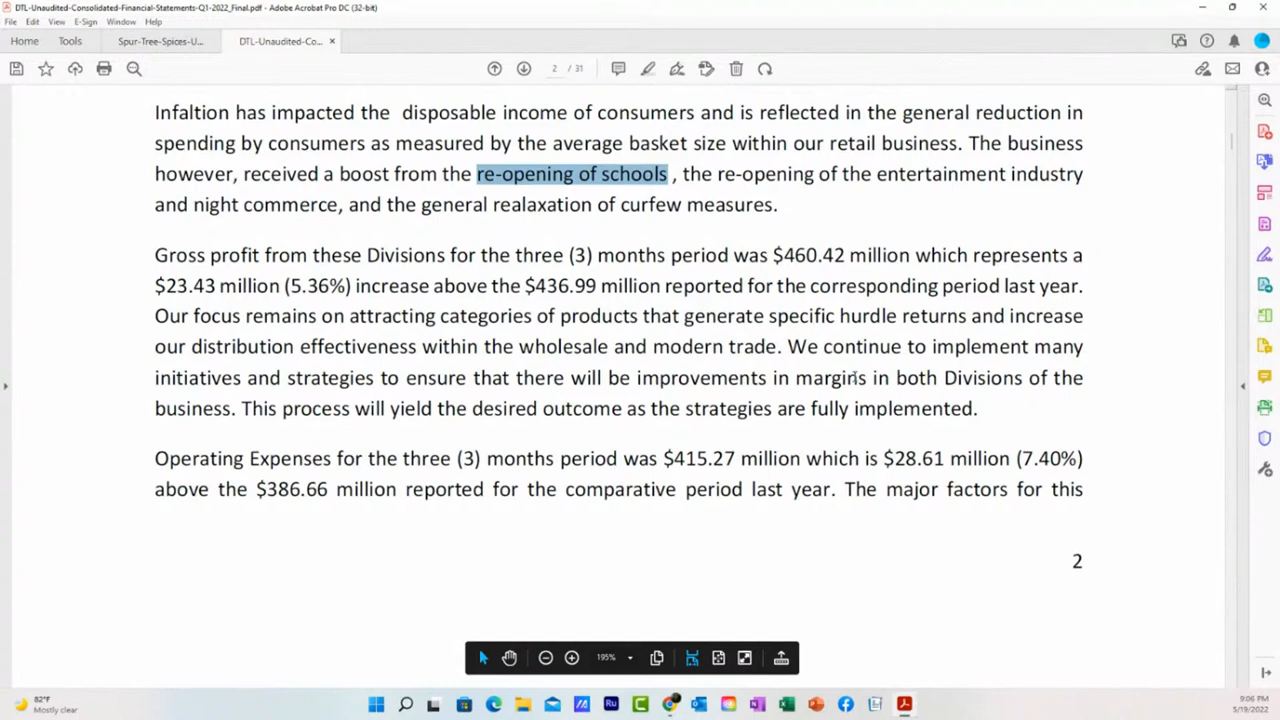 DTL-Unaudited-Consolidated-Financial-Statements-Q1-2022_Final.pdf - Adobe Acrobat Pro DC (32-bit)
File Edit View E-Sign Window Help
Home Tools Spur-Tree-Spices-U... DTL-Unaudited-Co... ×
2 / 31
Infaltion has impacted the disposable income of consumers and is reflected in the general reduction in
spending by consumers as measured by the average basket size within our retail business. The business
however, received a boost from the re-opening of schools , the re-opening of the entertainment industry
and night commerce, and the general realaxation of curfew measures.
Gross profit from these Divisions for the three (3) months period was $460.42 million which represents a
$23.43 million (5.36%) increase above the $436.99 million reported for the corresponding period last year.
Our focus remains on attracting categories of products that generate specific hurdle returns and increase
our distribution effectiveness within the wholesale and modern trade. We continue to implement many
initiatives and strategies to ensure that there will be improvements in margins in both Divisions of the
business. This process will yield the desired outcome as the strategies are fully implemented.
Operating Expenses for the three (3) months period was $415.27 million which is $28.61 million (7.40%)
above the $386.66 million reported for the comparative period last year. The major factors for this
2
195%
82°F
Mostly clear
Ru
9:06 PM
5/19/2022